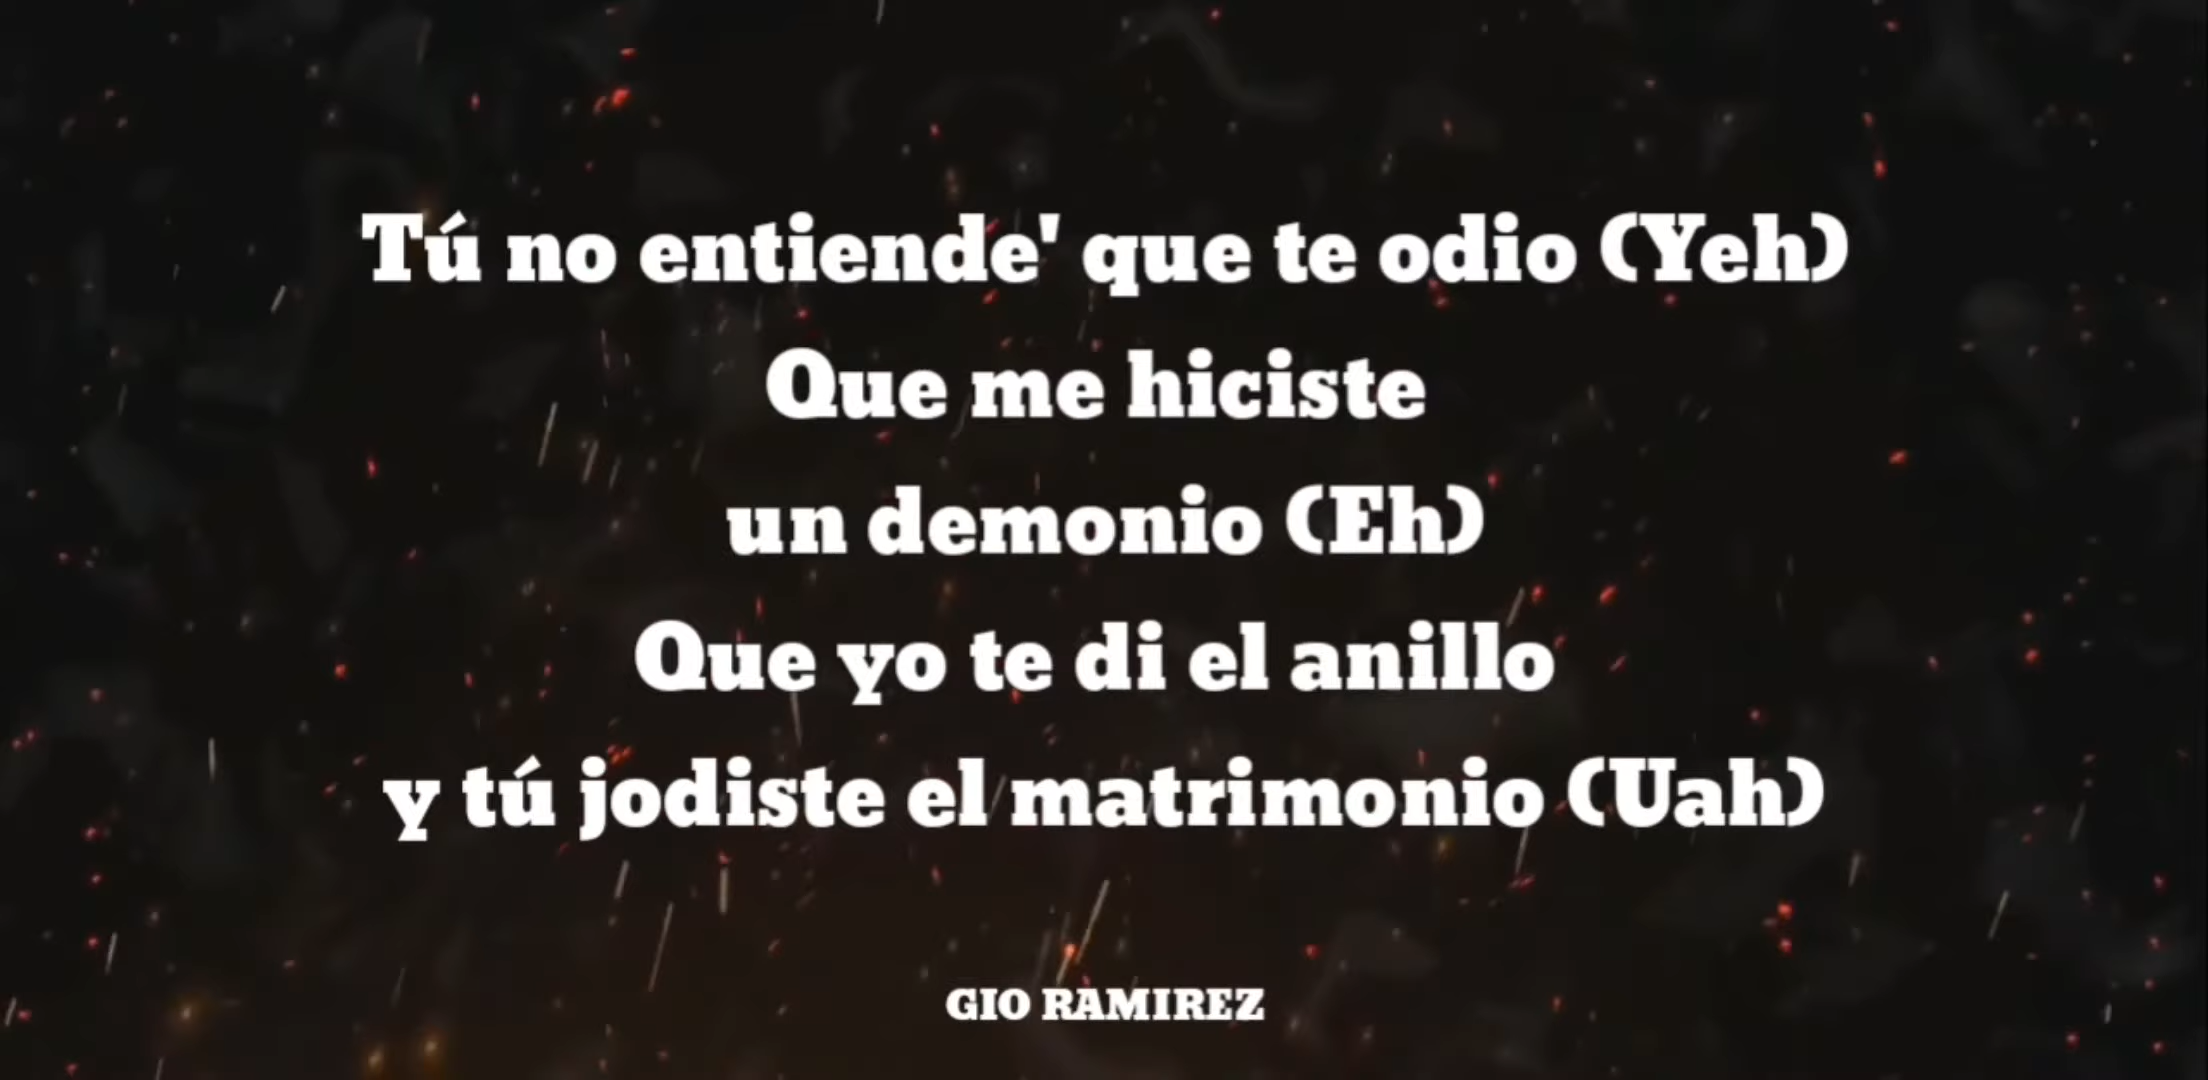 Tú no entiende' que te odio (Yeh)
Que me hiciste
un demonio (Eh)
Que yo te di el anillo
y tú jodiste el matrimonio (Uah)
GIO RAMIREZ